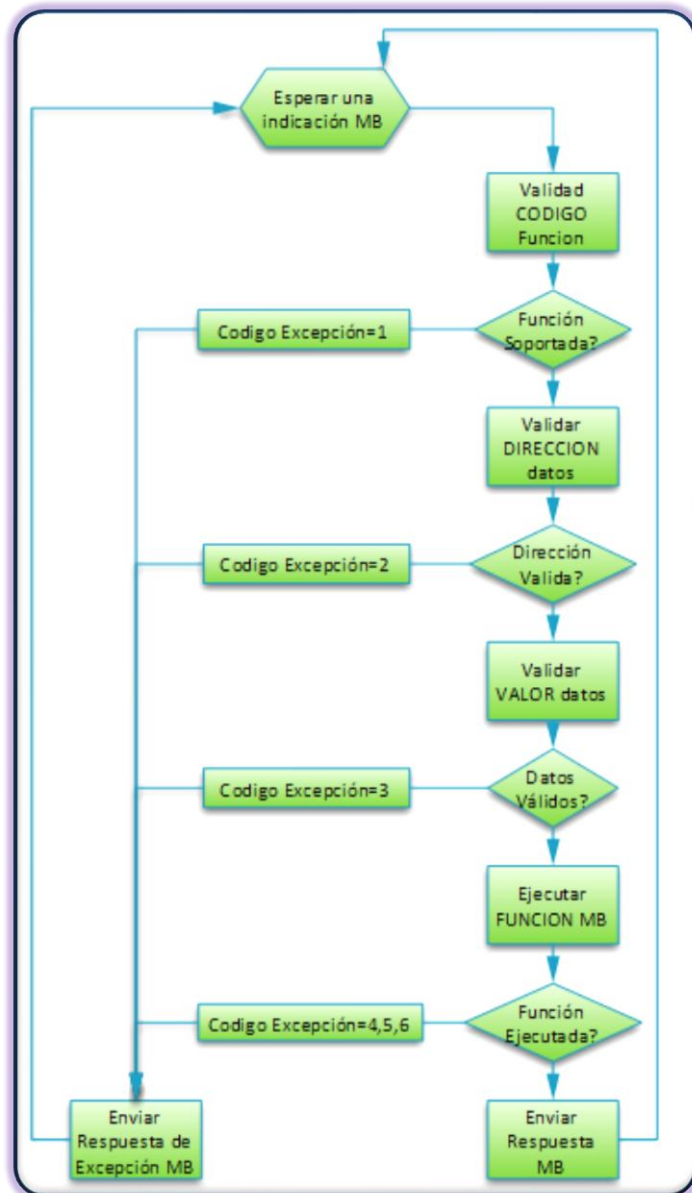 Esperar una
indicación MB
Validad
CODIGO
Funcion
Función
Soportada?
Codigo Excepción=1
Validar
DIRECCION
datos
Dirección
Valida?
Codigo Excepción=2
Validar
VALOR datos
Datos
Válidos?
Codigo Excepción=3
Ejecutar
FUNCION MB
Función
Ejecutada?
Codigo Excepción=4,5,6
Enviar
Respuesta de
Excepción MB
Enviar
Respuesta
MB